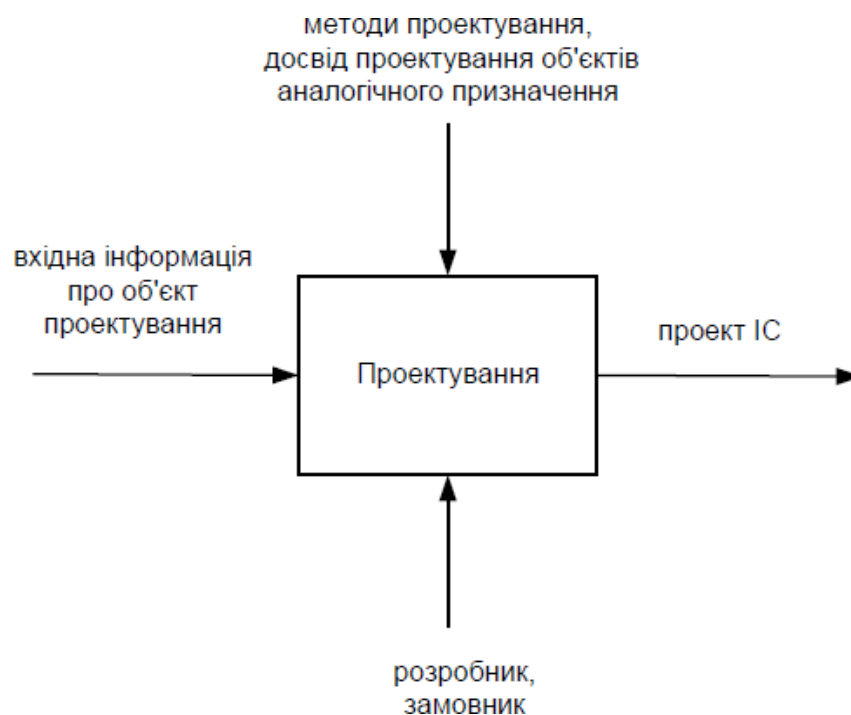 методи проектування,
досвід проектування об'єктів
аналогічного призначення
вхідна інформація
про об'єкт
проектування
Проектування
проект ІС
розробник,
замовник